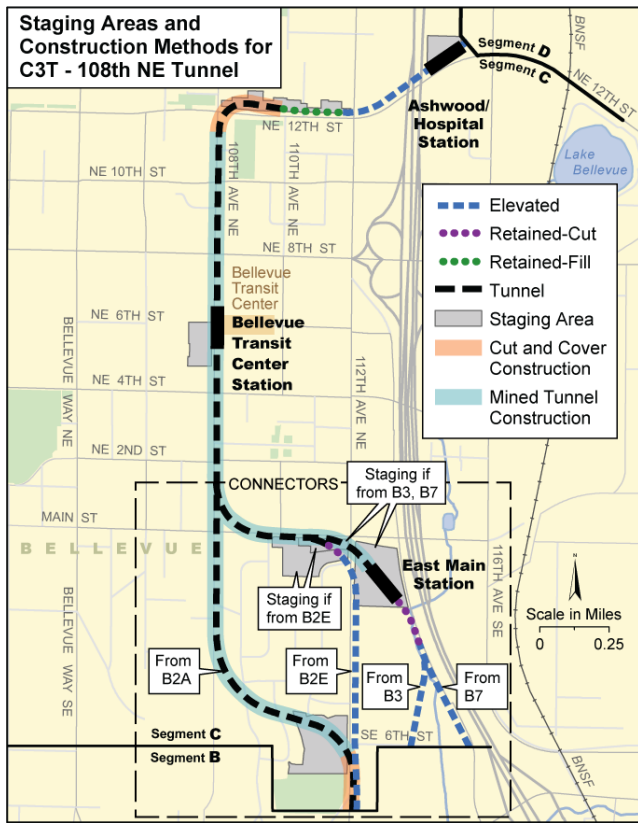 Staging Areas and
Construction Methods for
C3T - 108th NE Tunnel
Segment D
Segment C
BNSF
NE 12TH ST
Ashwood/
Hospital
Station
NE 12TH ST
Lake
Bellevue
108TH AVE NE
110TH AVE NE
NE 10TH ST
NE 8TH ST
Elevated
Retained-Cut
Retained-Fill
Tunnel
Staging Area
Cut and Cover
Construction
Mined Tunnel
Construction
Bellevue
Transit
Center
Bellevue
Transit
Center
Station
NE 6TH ST
BELLEVUE WAY NE
112TH AVE NE
NE 4TH ST
NE 2ND ST
CONNECTORS
Staging if
from B3, B7
MAIN ST
BELLEVUE
116TH AVE SE
East Main
Station
Staging if
from B2E
N
Scale in Miles
0
0.25
BELLEVUE WAY SE
From
B2A
From
B2E
From
B3
From
B7
SE 6TH ST
Segment C
Segment B
BNSF